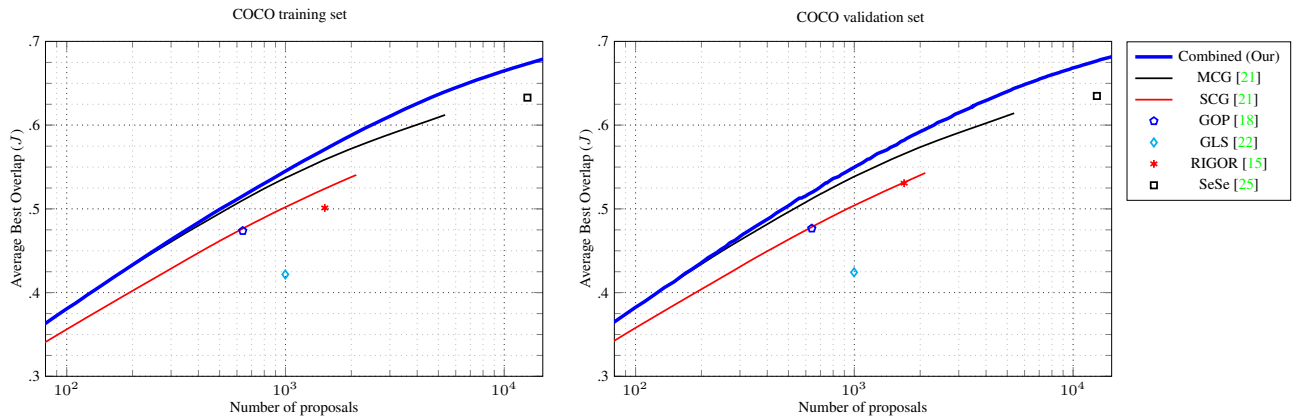 COCO training set
.7
.6
.5
.4
.3
Average Best Overlap (J)
10²
10³
10⁴
Number of proposals
COCO validation set
.7
.6
.5
.4
.3
Average Best Overlap (J)
10²
10³
10⁴
Number of proposals
Combined (Our)
MCG [21]
SCG [21]
GOP [18]
GLS [22]
RIGOR [15]
SeSe [25]